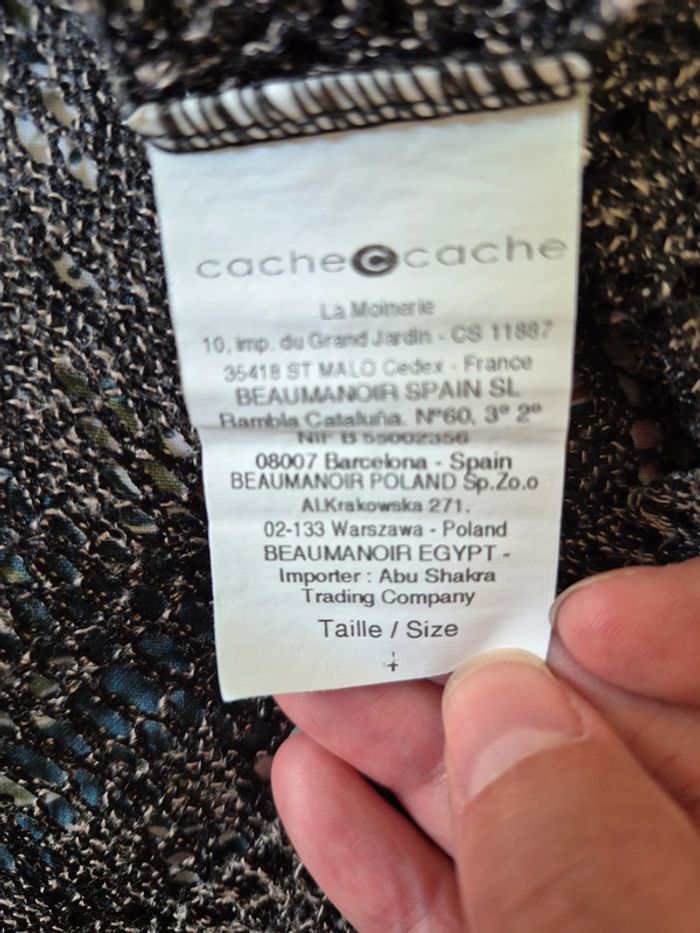 cache c cache
La Moinerie
10, imp. du Grand Jardin - CS 11887
35418 ST MALO Cedex - France
BEAUMANOIR SPAIN SL
Rambla Cataluña. Nº60, 3º 2º
NIF B 55002356
08007 Barcelona - Spain
BEAUMANOIR POLAND Sp.Zo.o
Al.Krakowska 271.
02-133 Warszawa - Poland
BEAUMANOIR EGYPT -
Importer : Abu Shakra
Trading Company
Taille / Size